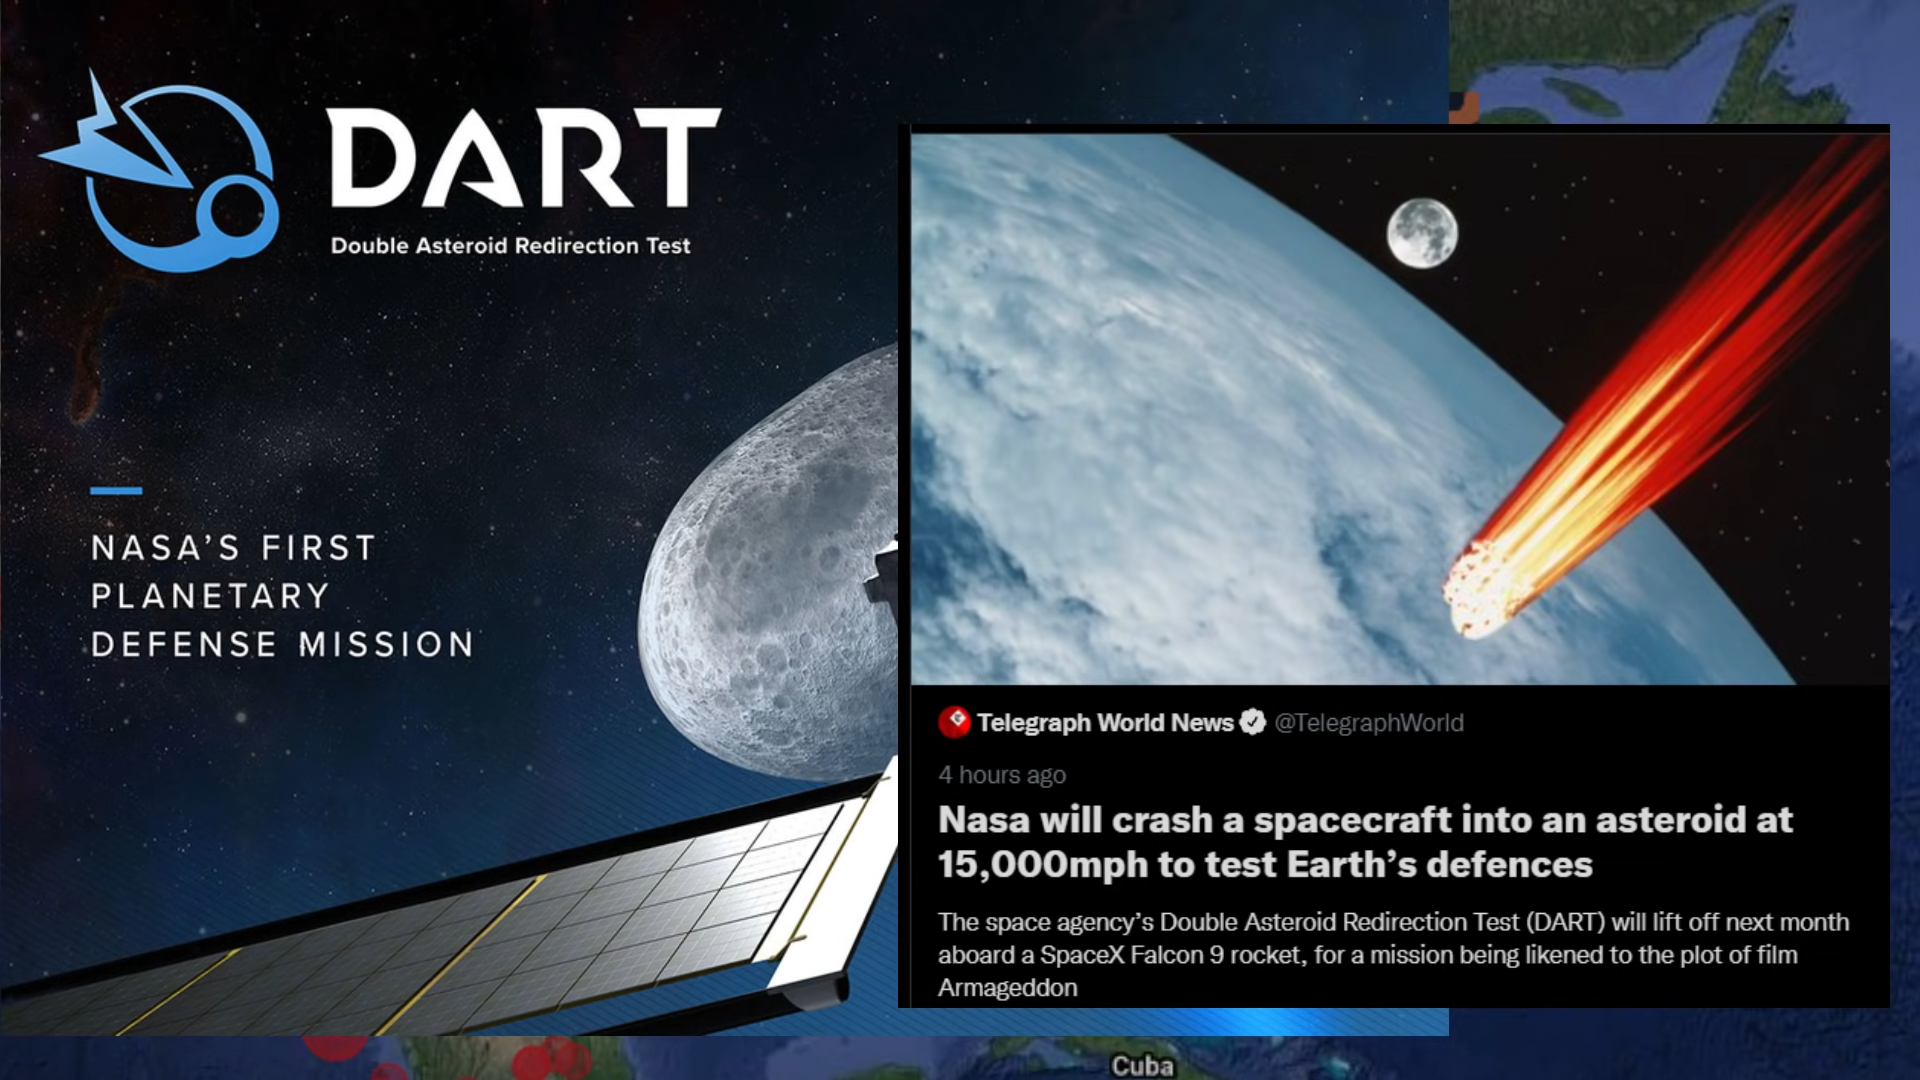 DART
Double Asteroid Redirection Test
NASA'S FIRST
PLANETARY
DEFENSE MISSION
Telegraph World News @TelegraphWorld
4 hours ago
Nasa will crash a spacecraft into an asteroid at
15,000mph to test Earth's defences
The space agency's Double Asteroid Redirection Test (DART) will lift off next month
aboard a SpaceX Falcon 9 rocket, for a mission being likened to the plot of film
Armageddon
Cuba